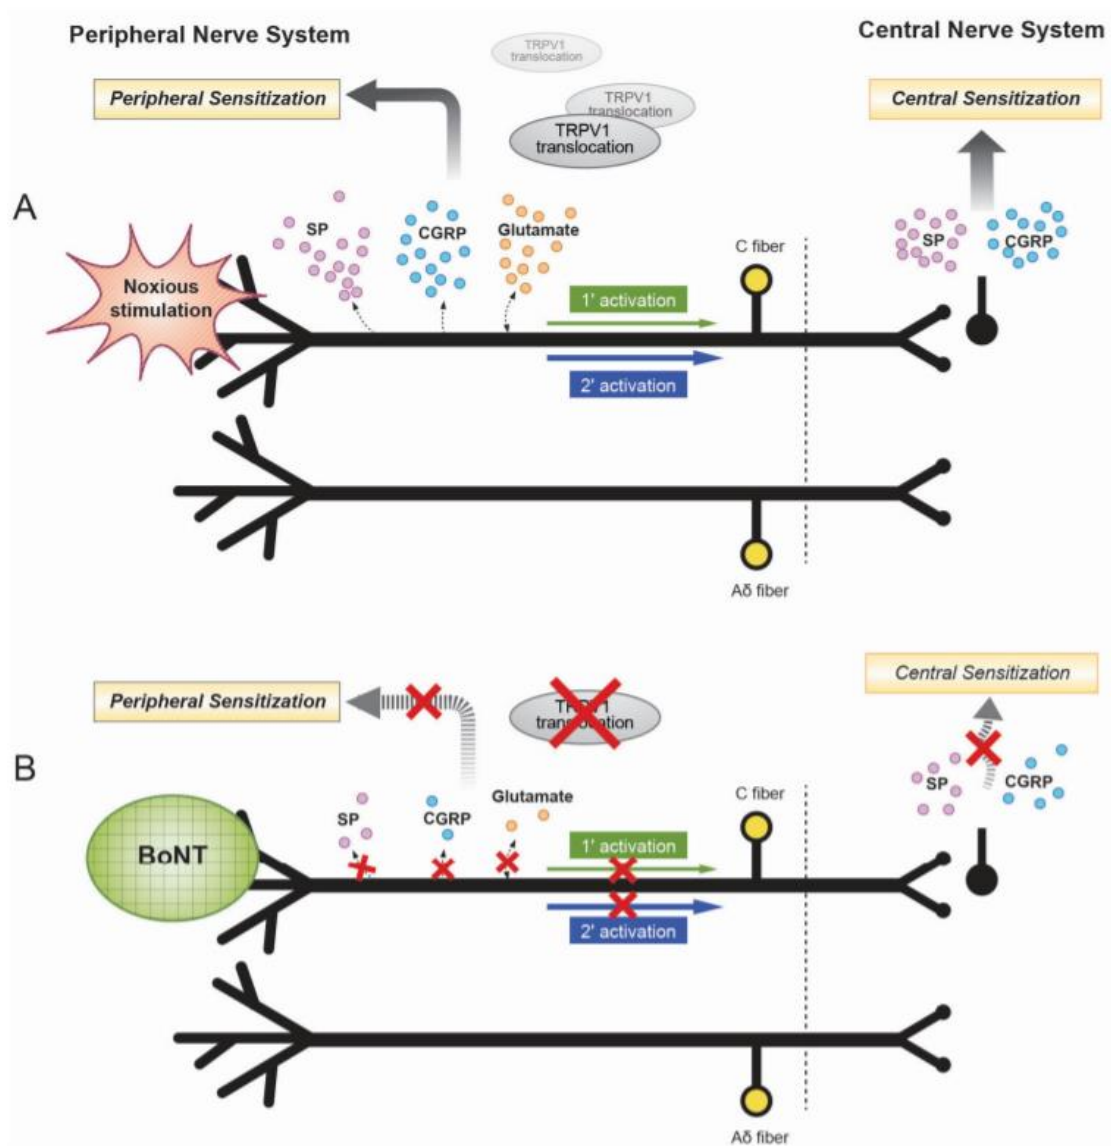 Peripheral Nerve System
Central Nerve System
TRPV1
translocation
TRPV1
translocation
TRPV1
translocation
Peripheral Sensitization
Central Sensitization
A
SP
CGRP
Glutamate
SP
CGRP
C fiber
Noxious
stimulation
1' activation
2' activation
Aδ fiber
Peripheral Sensitization
TRPV1
translocation
Central Sensitization
B
SP
CGRP
Glutamate
SP
CGRP
C fiber
BoNT
1' activation
2' activation
Aδ fiber